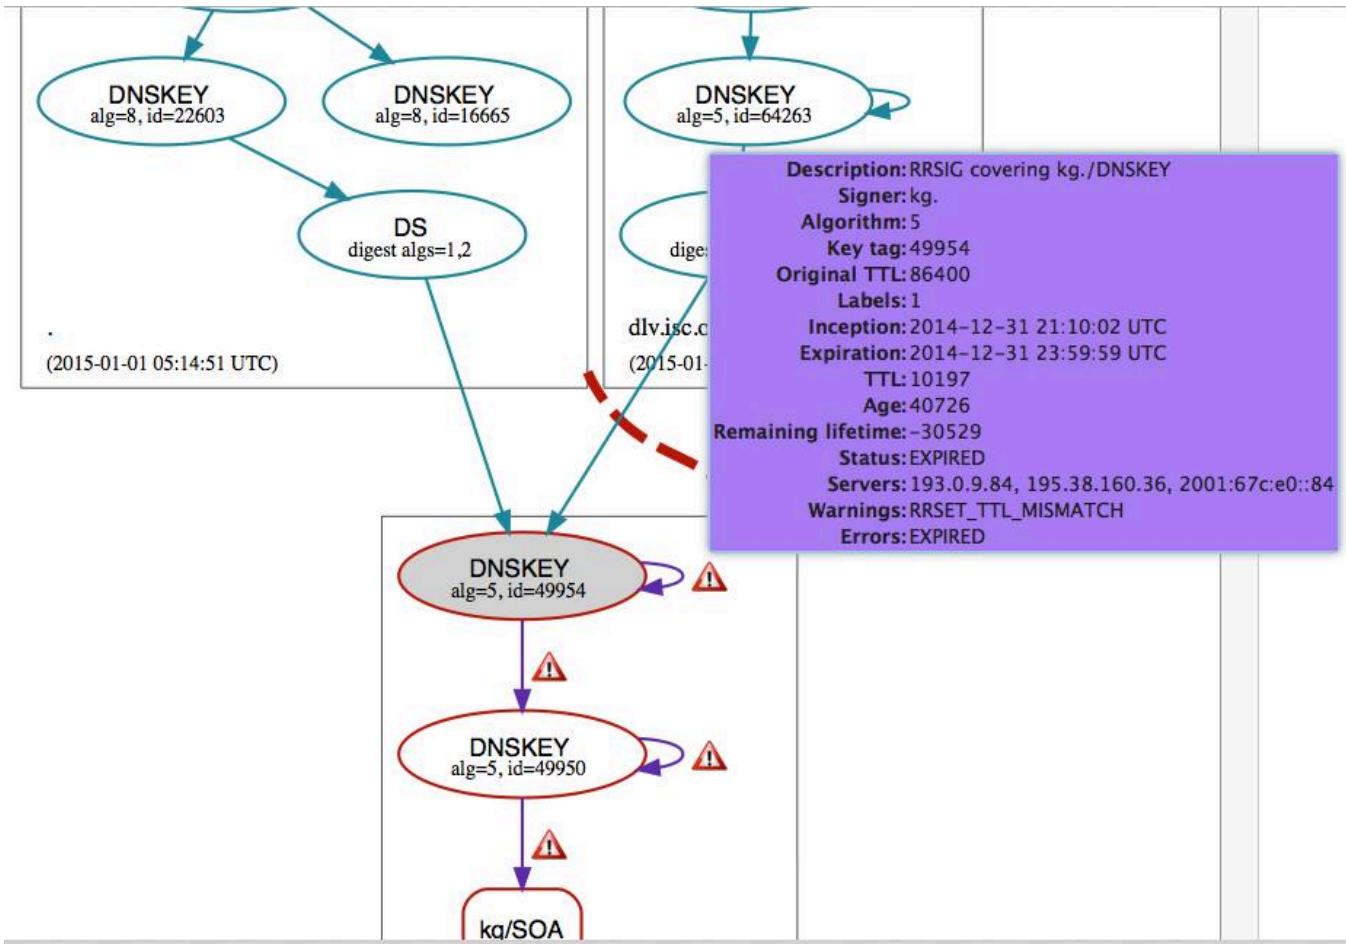 DNSKEY
alg=8, id=22603
DNSKEY
alg=8, id=16665
DNSKEY
alg=5, id=64263
DS
digest algs=1,2
.
(2015-01-01 05:14:51 UTC)
Description: RRSIG covering kg./DNSKEY
Signer: kg.
Algorithm: 5
Key tag: 49954
Original TTL: 86400
Labels: 1
Inception: 2014-12-31 21:10:02 UTC
Expiration: 2014-12-31 23:59:59 UTC
TTL: 10197
Age: 40726
Remaining lifetime: -30529
Status: EXPIRED
Servers: 193.0.9.84, 195.38.160.36, 2001:67c:e0::84
Warnings: RRSET_TTL_MISMATCH
Errors: EXPIRED
dige
dlv.isc.o
(2015-01-
DNSKEY
alg=5, id=49954
DNSKEY
alg=5, id=49950
kg/SOA